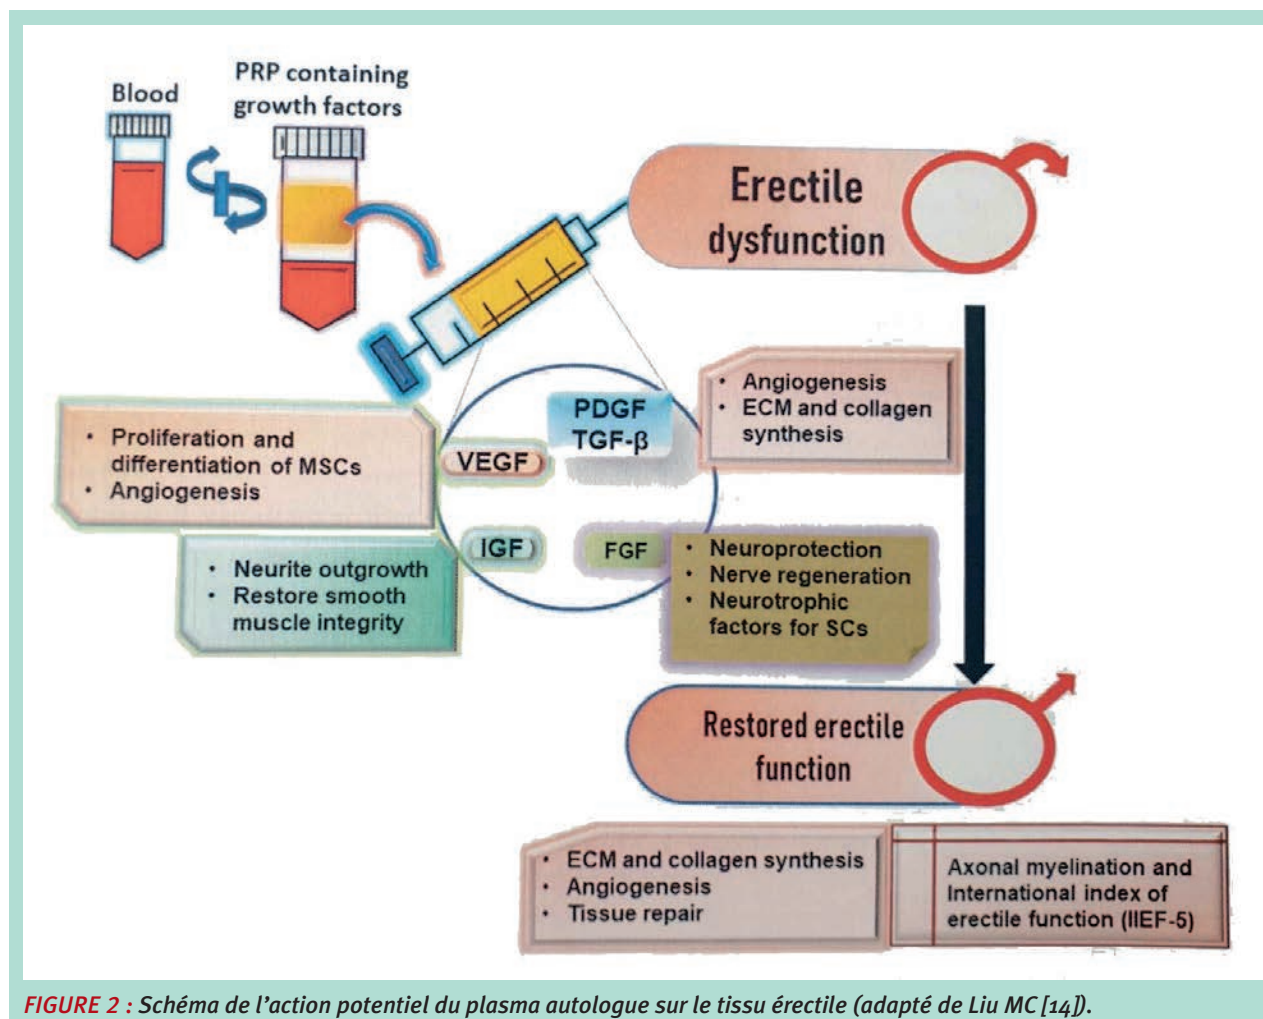 Blood
PRP containing
growth factors
Erectile
dysfunction
• Angiogenesis
• ECM and collagen
synthesis
PDGF
TGF-β
• Proliferation and
differentiation of MSCs
• Angiogenesis
VEGF
IGF
FGF
• Neurite outgrowth
• Restore smooth
muscle integrity
• Neuroprotection
• Nerve regeneration
• Neurotrophic
factors for SCs
Restored erectile
function
• ECM and collagen synthesis
• Angiogenesis
• Tissue repair
Axonal myelination and
International index of
erectile function (IIEF-5)
FIGURE 2 : Schéma de l'action potentiel du plasma autologue sur le tissu érectile (adapté de Liu MC [14]).